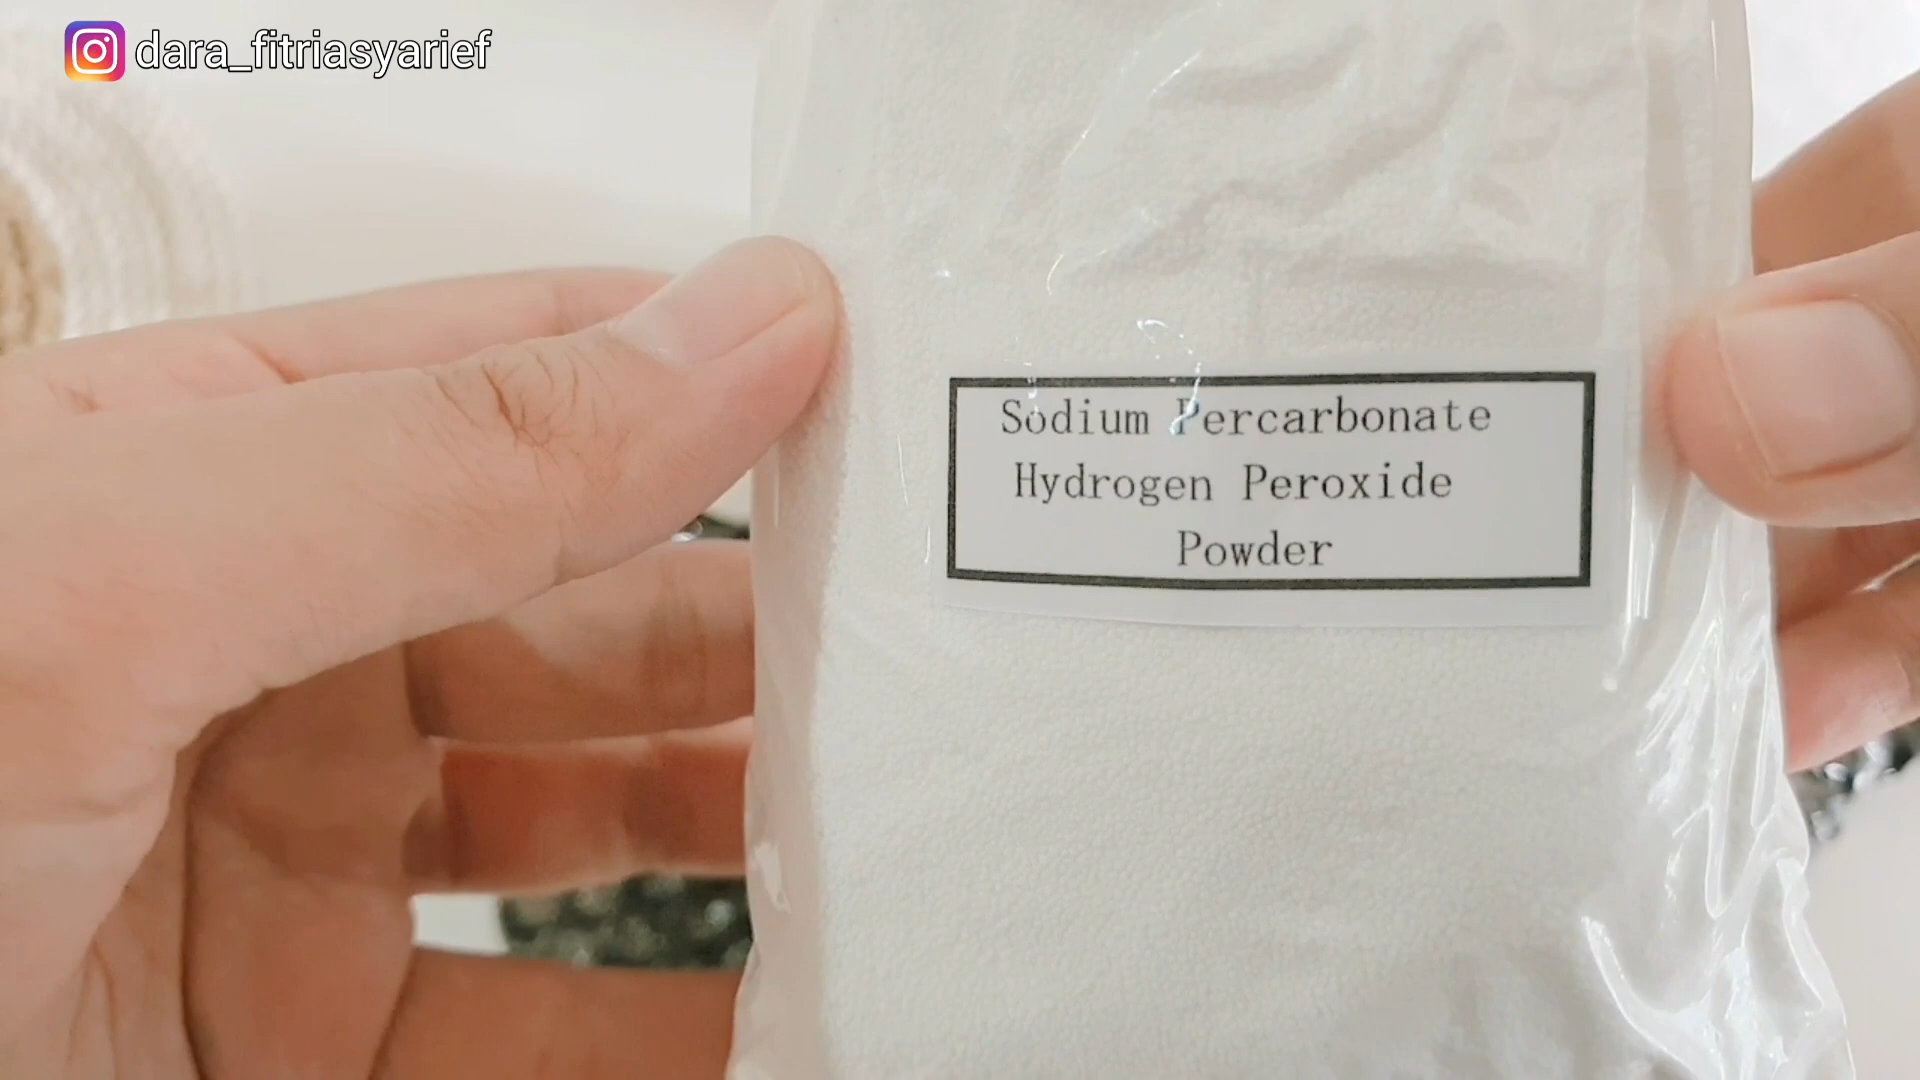 dara_fitriasyarief
Sodium Percarbonate
Hydrogen Peroxide
Powder